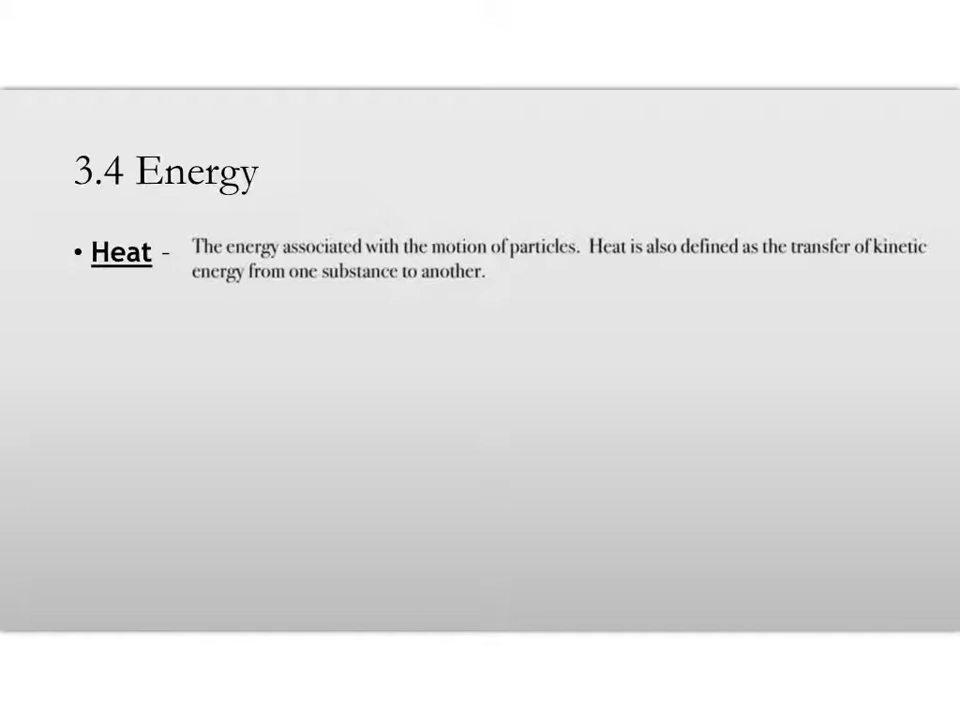 3.4 Energy
• Heat - The energy associated with the motion of particles. Heat is also defined as the transfer of kinetic
energy from one substance to another.